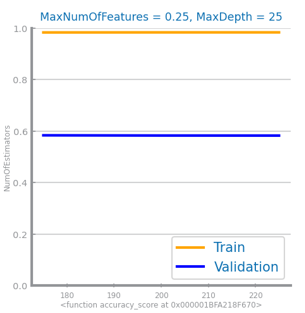 MaxNumOfFeatures = 0.25, MaxDepth = 25
1.0
0.8
0.6
0.4
0.2
0.0
NumOfEstimators
Train
Validation
180 190 200 210 220
<function accuracy_score at 0x000001BFA218F670>